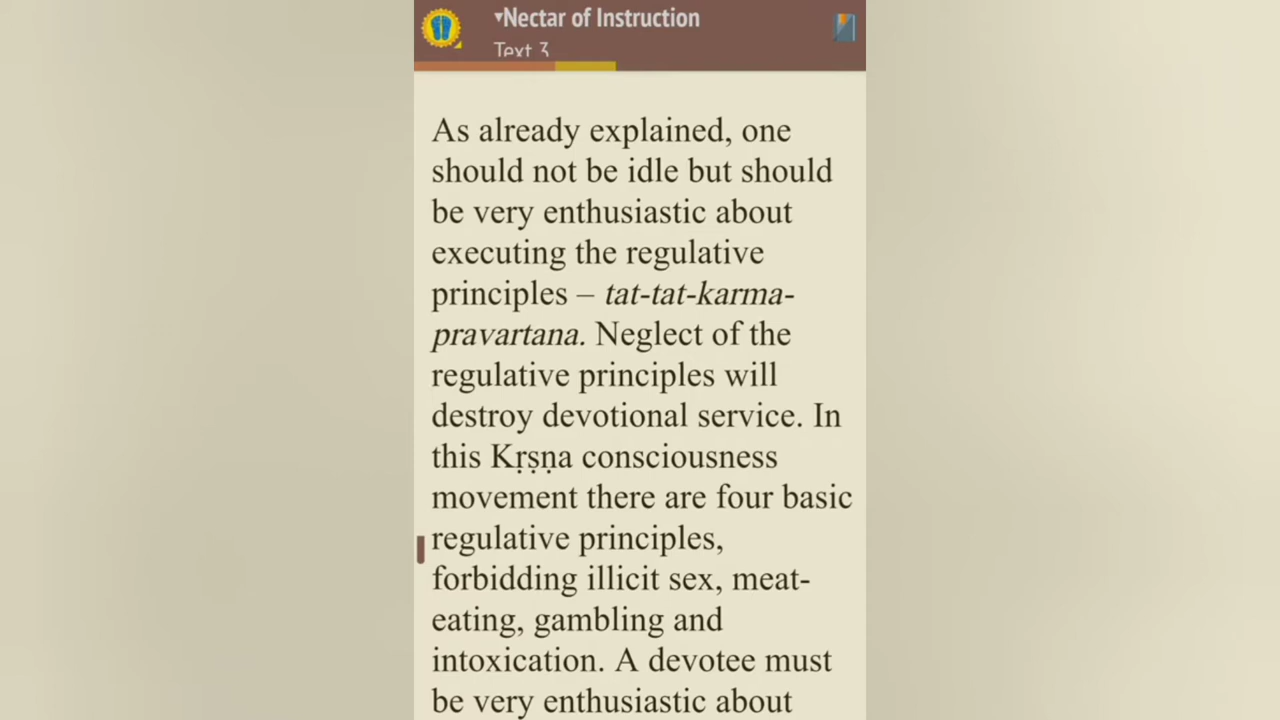 ▾Nectar of Instruction
Text 3
As already explained, one
should not be idle but should
be very enthusiastic about
executing the regulative
principles – tat-tat-karma-
pravartana. Neglect of the
regulative principles will
destroy devotional service. In
this Kṛṣṇa consciousness
movement there are four basic
regulative principles,
forbidding illicit sex, meat-
eating, gambling and
intoxication. A devotee must
be very enthusiastic about